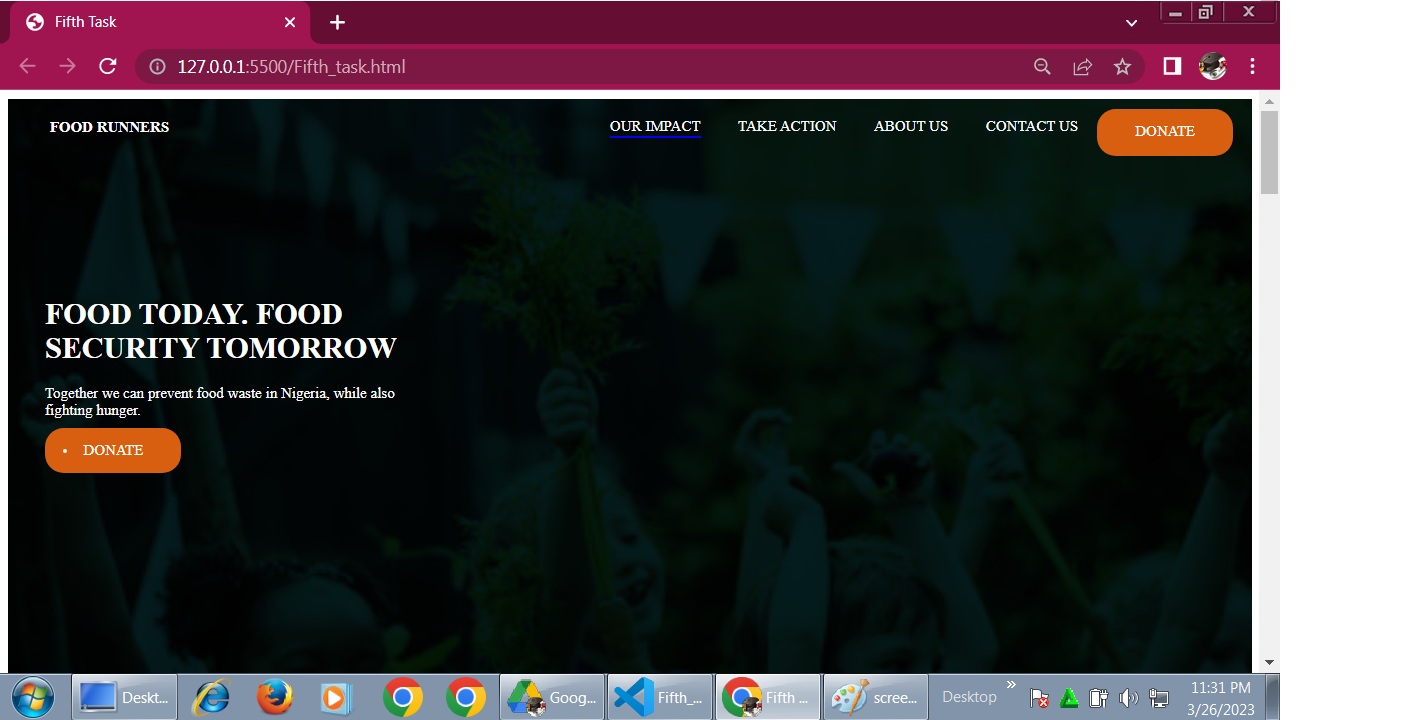 Fifth Task
127.0.0.1:5500/Fifth_task.html
FOOD RUNNERS
OUR IMPACT
TAKE ACTION
ABOUT US
CONTACT US
DONATE
FOOD TODAY. FOOD
SECURITY TOMORROW
Together we can prevent food waste in Nigeria, while also
fighting hunger.
• DONATE
Deskt...
Goog...
Fifth_...
Fifth ...
scree...
Desktop
11:31 PM
3/26/2023